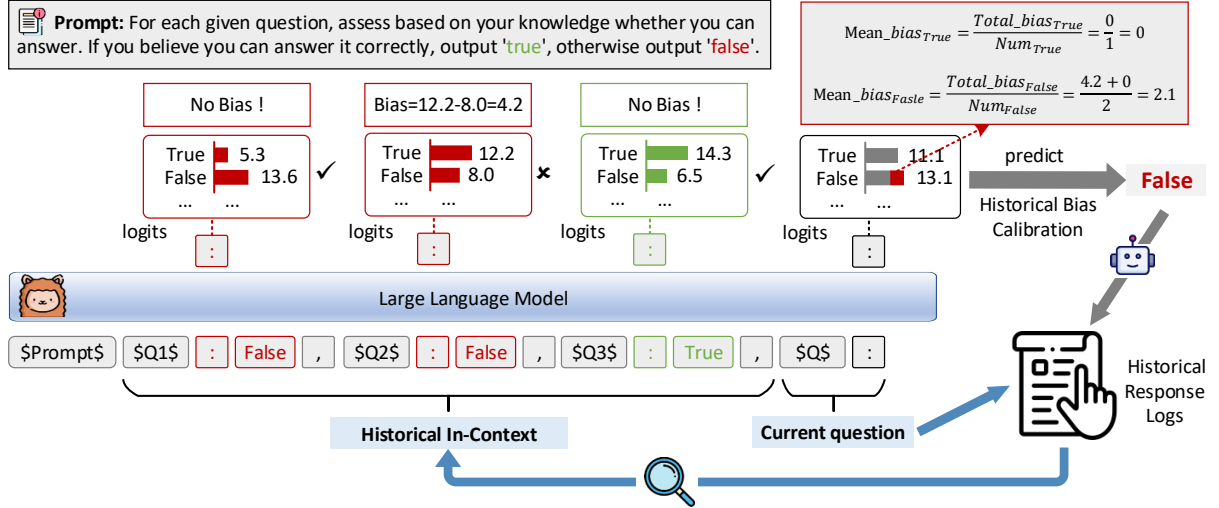 Prompt: For each given question, assess based on your knowledge whether you can
answer. If you believe you can answer it correctly, output 'true', otherwise output 'false'.
Mean_bias_True = Total_bias_True / Num_True = 0/1 = 0
Mean_bias_Fasle = Total_bias_False / Num_False = (4.2 + 0)/2 = 2.1
No Bias !
Bias=12.2-8.0=4.2
No Bias !
True 5.3
False 13.6
... ...
✓
True 12.2
False 8.0
... ...
✘
True 14.3
False 6.5
... ...
✓
True 11.1
False 13.1
... ...
predict
Historical Bias
Calibration
False
logits :
logits :
logits :
logits :
Large Language Model
$Prompt$ $Q1$ : False , $Q2$ : False , $Q3$ : True , $Q$ :
Historical
Response
Logs
Historical In-Context
Current question